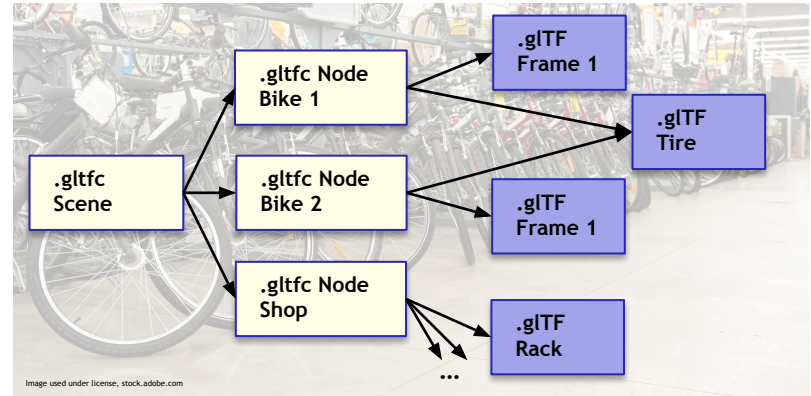 .gltfc Node
Bike 1
.glTF
Frame 1
.glTF
Tire
.gltfc
Scene
.gltfc Node
Bike 2
.glTF
Frame 1
.gltfc Node
Shop
.glTF
Rack
...
Image used under license, stock.adobe.com